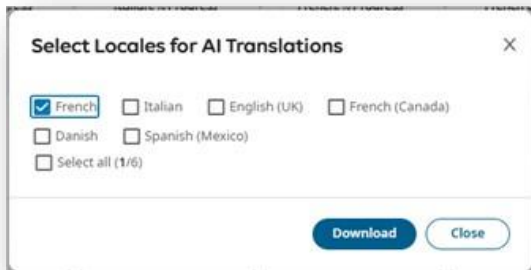 Select Locales for AI Translations
French Italian English (UK) French (Canada)
Danish Spanish (Mexico)
Select all (1/6)
Download Close